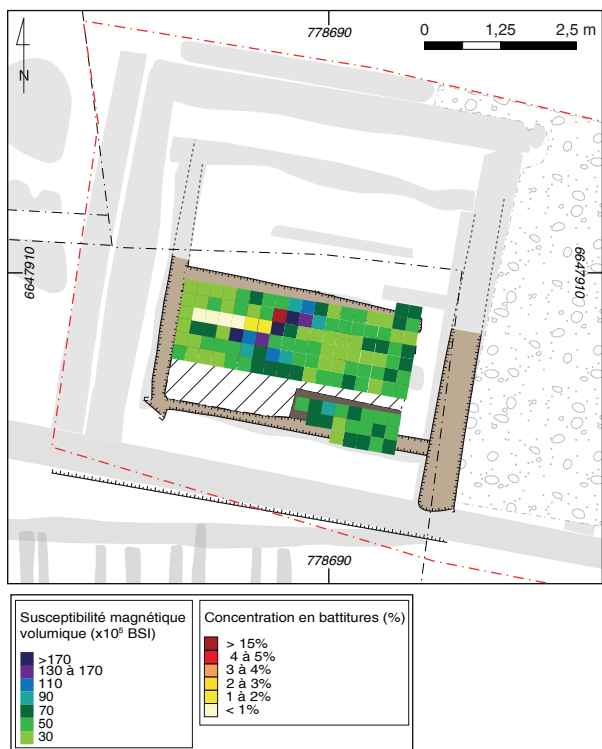 778690
0 1,25 2,5 m
N
6647910
6647910
778690
Susceptibilité magnétique
volumique (x10⁵ BSI)
>170
130 à 170
110
90
70
50
30
Concentration en battitures (%)
> 15%
4 à 5%
3 à 4%
2 à 3%
1 à 2%
< 1%